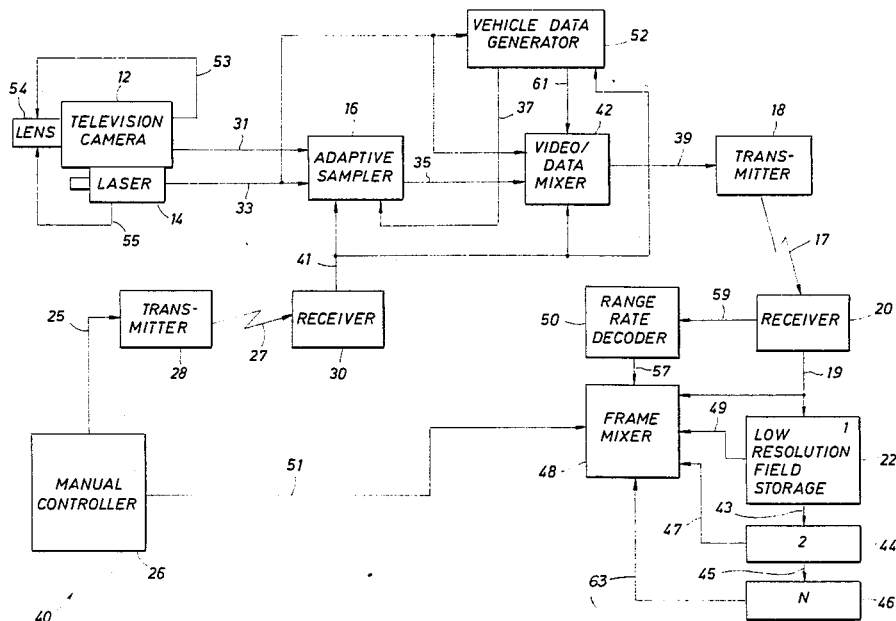 VEHICLE DATA
GENERATOR
52
53
54
12
LENS
TELEVISION
CAMERA
31
LASER
33
14
55
16
ADAPTIVE
SAMPLER
35
37
61
42
VIDEO/
DATA
MIXER
39
18
TRANS-
MITTER
17
41
25
TRANS-
MITTER
28
27
RECEIVER
30
50
RANGE
RATE
DECODER
59
RECEIVER
20
57
19
FRAME
MIXER
48
49
1
LOW
RESOLUTION
FIELD
STORAGE
22
MANUAL
CONTROLLER
26
51
47
43
2
44
45
63
N
46
40